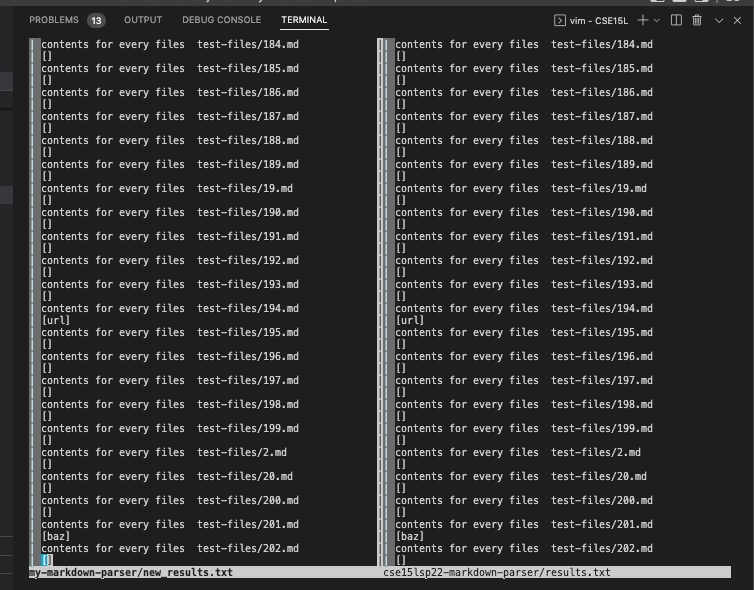 PROBLEMS 13 OUTPUT DEBUG CONSOLE TERMINAL vim - CSE15L
contents for every files  test-files/184.md contents for every files  test-files/184.md
[] []
contents for every files  test-files/185.md contents for every files  test-files/185.md
[] []
contents for every files  test-files/186.md contents for every files  test-files/186.md
[] []
contents for every files  test-files/187.md contents for every files  test-files/187.md
[] []
contents for every files  test-files/188.md contents for every files  test-files/188.md
[] []
contents for every files  test-files/189.md contents for every files  test-files/189.md
[] []
contents for every files  test-files/19.md contents for every files  test-files/19.md
[] []
contents for every files  test-files/190.md contents for every files  test-files/190.md
[] []
contents for every files  test-files/191.md contents for every files  test-files/191.md
[] []
contents for every files  test-files/192.md contents for every files  test-files/192.md
[] []
contents for every files  test-files/193.md contents for every files  test-files/193.md
[] []
contents for every files  test-files/194.md contents for every files  test-files/194.md
[url] [url]
contents for every files  test-files/195.md contents for every files  test-files/195.md
[] []
contents for every files  test-files/196.md contents for every files  test-files/196.md
[] []
contents for every files  test-files/197.md contents for every files  test-files/197.md
[] []
contents for every files  test-files/198.md contents for every files  test-files/198.md
[] []
contents for every files  test-files/199.md contents for every files  test-files/199.md
[] []
contents for every files  test-files/2.md contents for every files  test-files/2.md
[] []
contents for every files  test-files/20.md contents for every files  test-files/20.md
[] []
contents for every files  test-files/200.md contents for every files  test-files/200.md
[] []
contents for every files  test-files/201.md contents for every files  test-files/201.md
[baz] [baz]
contents for every files  test-files/202.md contents for every files  test-files/202.md
[] []
my-markdown-parser/new_results.txt cse15lsp22-markdown-parser/results.txt